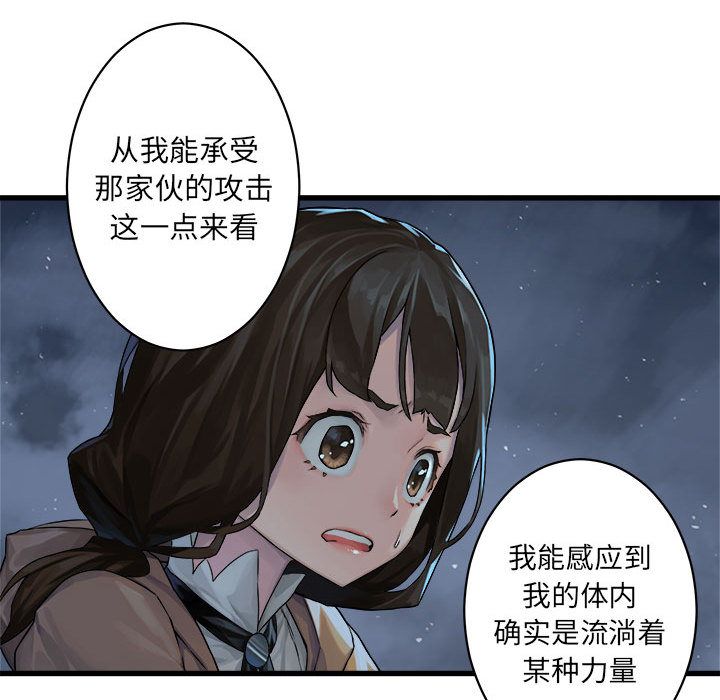 从我能承受
那家伙的攻击
这一点来看
我能感应到
我的体内
确实是流淌着
某种力量